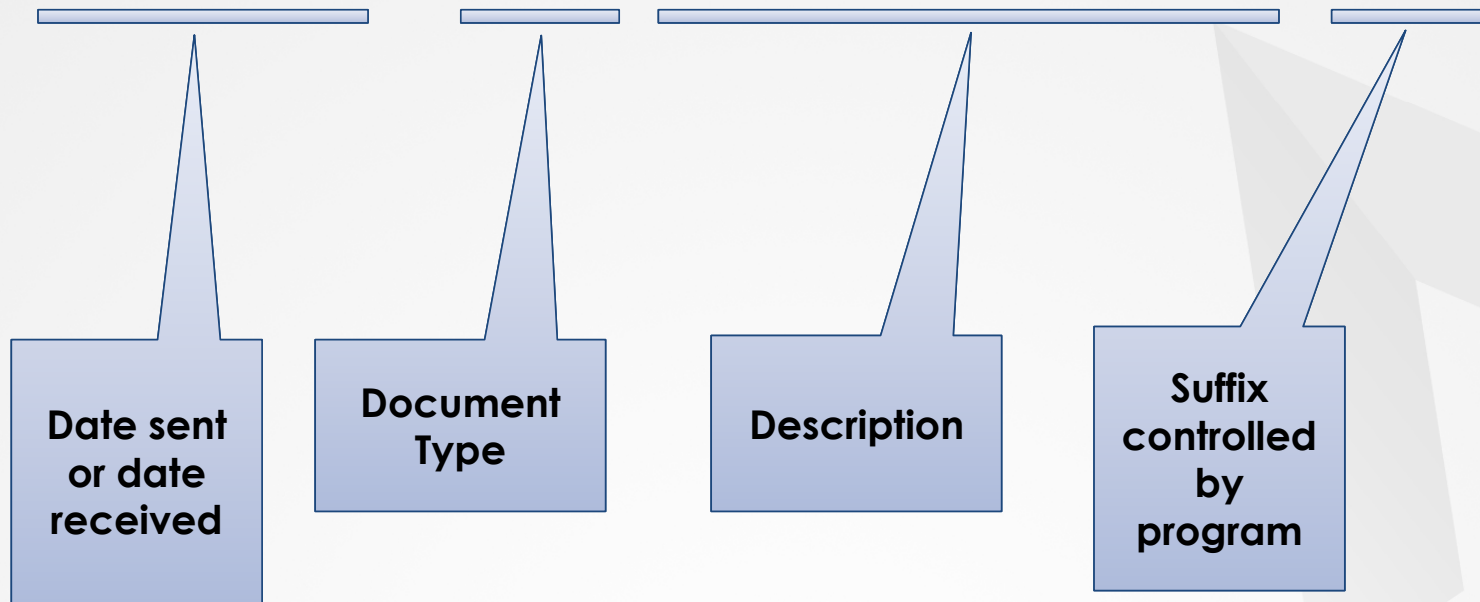 Date sent
or date
received
Document
Type
Description
Suffix
controlled
by
program